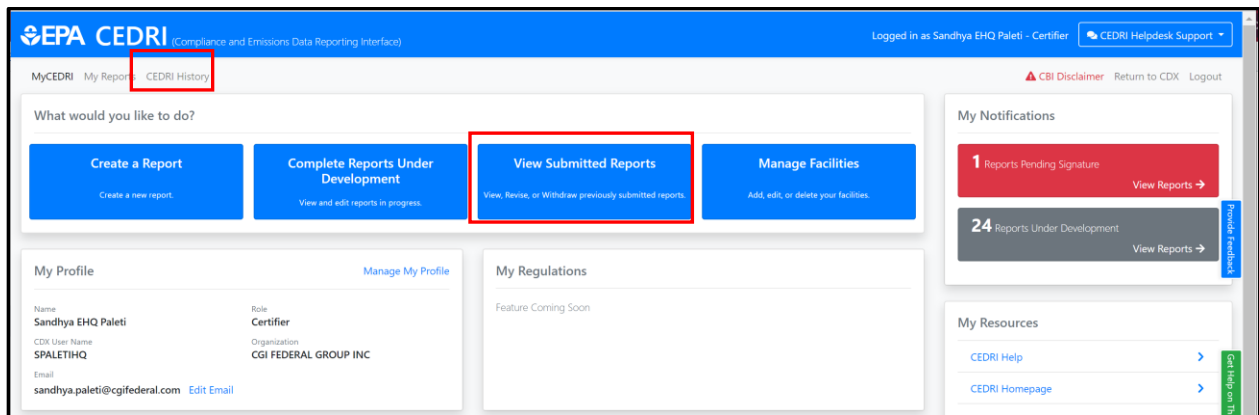 EPA CEDRI (Compliance and Emissions Data Reporting Interface)
Logged in as Sandhya EHQ Paleti - Certifier
CEDRI Helpdesk Support
MyCEDRI My Reports CEDRI History
CBI Disclaimer Return to CDX Logout
What would you like to do?
Create a Report
Create a new report.
Complete Reports Under
Development
View and edit reports in progress.
View Submitted Reports
View, Revise, or Withdraw previously submitted reports.
Manage Facilities
Add, edit, or delete your facilities.
My Notifications
1 Reports Pending Signature
View Reports →
24 Reports Under Development
View Reports →
Provide Feedback
My Profile
Manage My Profile
Name
Sandhya EHQ Paleti
Role
Certifier
CDX User Name
SPALETIHQ
Organization
CGI FEDERAL GROUP INC
Email
sandhya.paleti@cgifederal.com Edit Email
My Regulations
Feature Coming Soon
My Resources
CEDRI Help
CEDRI Homepage
Get Help on Th